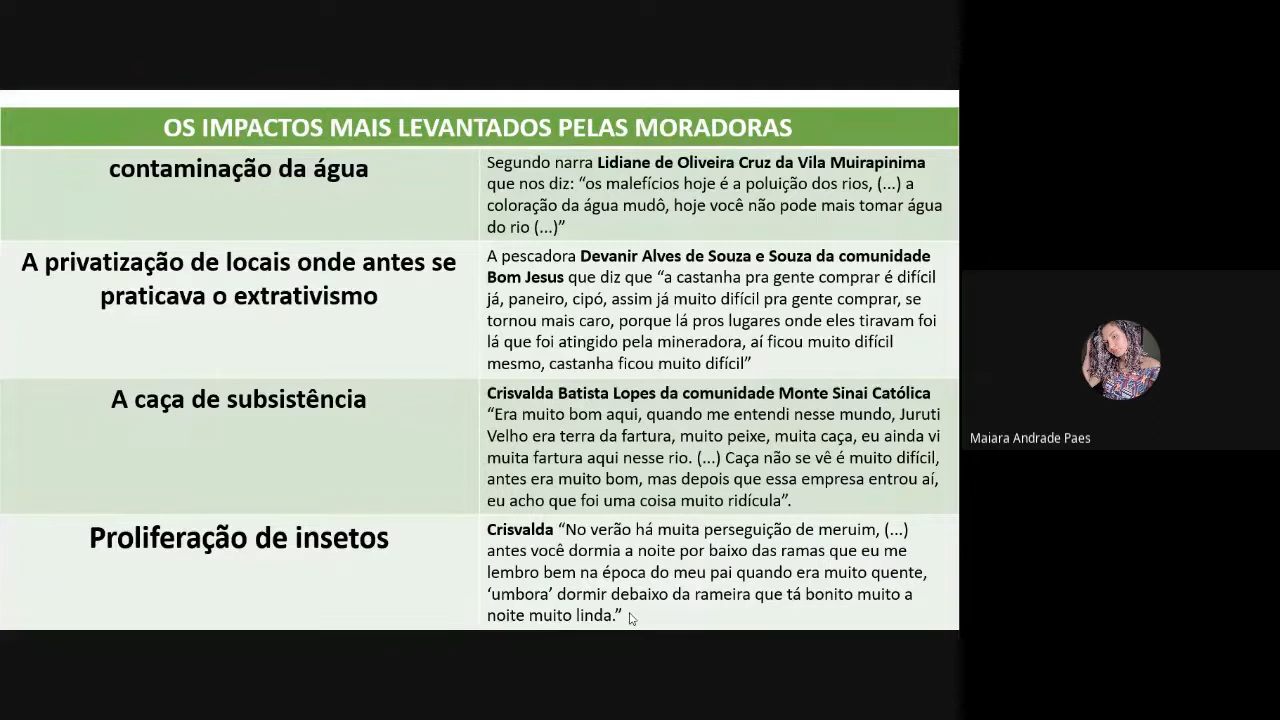 OS IMPACTOS MAIS LEVANTADOS PELAS MORADORAS
contaminação da água
Segundo narra Lidiane de Oliveira Cruz da Vila Muirapinima
que nos diz: “os malefícios hoje é a poluição dos rios, (...) a
coloração da água mudô, hoje você não pode mais tomar água
do rio (...)”
A privatização de locais onde antes se
praticava o extrativismo
A pescadora Devanir Alves de Souza e Souza da comunidade
Bom Jesus que diz que “a castanha pra gente comprar é difícil
já, paneiro, cipó, assim já muito difícil pra gente comprar, se
tornou mais caro, porque lá pros lugares onde eles tiravam foi
lá que foi atingido pela mineradora, aí ficou muito difícil
mesmo, castanha ficou muito difícil”
A caça de subsistência
Crisvalda Batista Lopes da comunidade Monte Sinai Católica
“Era muito bom aqui, quando me entendi nesse mundo, Juruti
Velho era terra da fartura, muito peixe, muita caça, eu ainda vi
muita fartura aqui nesse rio. (...) Caça não se vê é muito difícil,
antes era muito bom, mas depois que essa empresa entrou aí,
eu acho que foi uma coisa muito ridícula”.
Proliferação de insetos
Crisvalda “No verão há muita perseguição de meruim, (...)
antes você dormia a noite por baixo das ramas que eu me
lembro bem na época do meu pai quando era muito quente,
‘umbora’ dormir debaixo da rameira que tá bonito muito a
noite muito linda.”
Maiara Andrade Paes